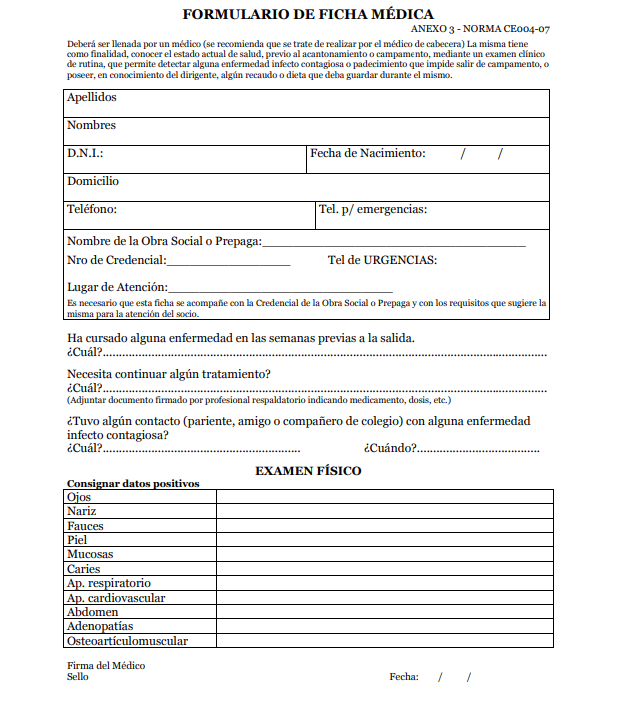 FORMULARIO DE FICHA MÉDICA
ANEXO 3 - NORMA CE004-07
Deberá ser llenada por un médico (se recomienda que se trate de realizar por el médico de cabecera) La misma tiene
como finalidad, conocer el estado actual de salud, previo al acantonamiento o campamento, mediante un examen clínico
de rutina, que permite detectar alguna enfermedad infecto contagiosa o padecimiento que impide salir de campamento, o
poseer, en conocimiento del dirigente, algún recaudo o dieta que deba guardar durante el mismo.
Apellidos
Nombres
D.N.I.: Fecha de Nacimiento: / /
Domicilio
Teléfono: Tel. p/ emergencias:
Nombre de la Obra Social o Prepaga:__________________________________
Nro de Credencial:________________ Tel de URGENCIAS:
Lugar de Atención:_____________________________
Es necesario que esta ficha se acompañe con la Credencial de la Obra Social o Prepaga y con los requisitos que sugiere la
misma para la atención del socio.
Ha cursado alguna enfermedad en las semanas previas a la salida.
¿Cuál?..........................................................................................................................
Necesita continuar algún tratamiento?
¿Cuál?..........................................................................................................................
(Adjuntar documento firmado por profesional respaldatorio indicando medicamento, dosis, etc.)
¿Tuvo algún contacto (pariente, amigo o compañero de colegio) con alguna enfermedad
infecto contagiosa?
¿Cuál?...................................................... ¿Cuándo?..................................
EXAMEN FÍSICO
Consignar datos positivos
Ojos
Nariz
Fauces
Piel
Mucosas
Caries
Ap. respiratorio
Ap. cardiovascular
Abdomen
Adenopatías
Osteoartículomuscular
Firma del Médico
Sello Fecha: / /